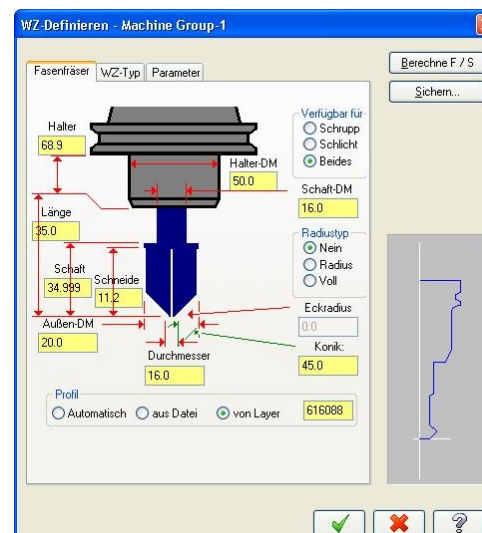 WZ-Definieren - Machine Group-1
Fasenfräser WZ-Typ Parameter
Berechne F / S
Sichern...
Halter
68.9
Halter-DM
50.0
Verfügbar für
Schrupp
Schlicht
Beides
Schaft-DM
16.0
Länge
35.0
Radiustyp
Nein
Radius
Voll
Schaft
34.999
Schneide
11.2
Eckradius
0.0
Außen-DM
20.0
Konik:
45.0
Durchmesser
16.0
Profil
Automatisch aus Datei von Layer 616088